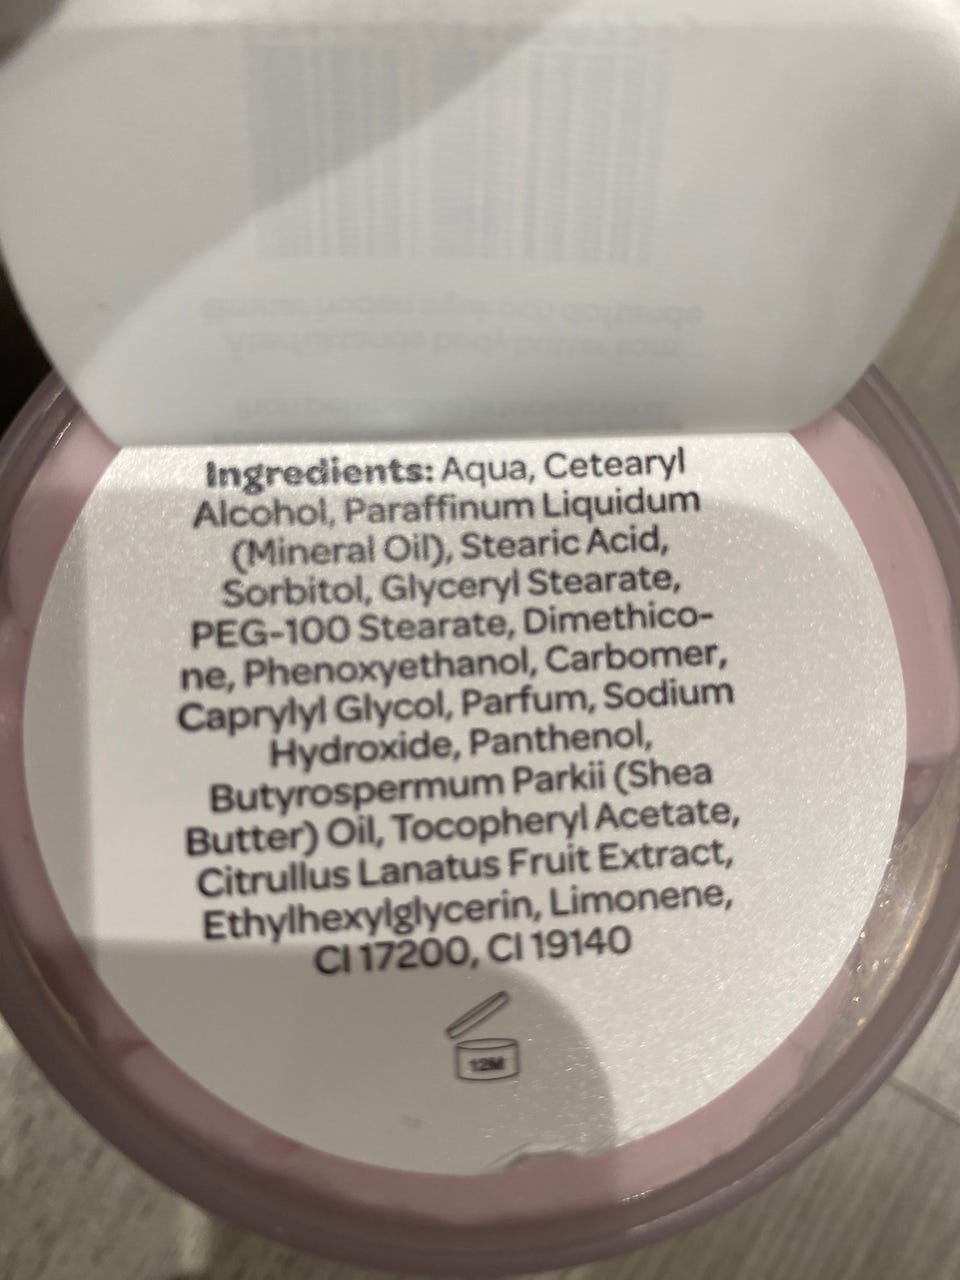 Ingredients: Aqua, Cetearyl
Alcohol, Paraffinum Liquidum
(Mineral Oil), Stearic Acid,
Sorbitol, Glyceryl Stearate,
PEG-100 Stearate, Dimethico-
ne, Phenoxyethanol, Carbomer,
Caprylyl Glycol, Parfum, Sodium
Hydroxide, Panthenol,
Butyrospermum Parkii (Shea
Butter) Oil, Tocopheryl Acetate,
Citrullus Lanatus Fruit Extract,
Ethylhexylglycerin, Limonene,
CI 17200, CI 19140
12M